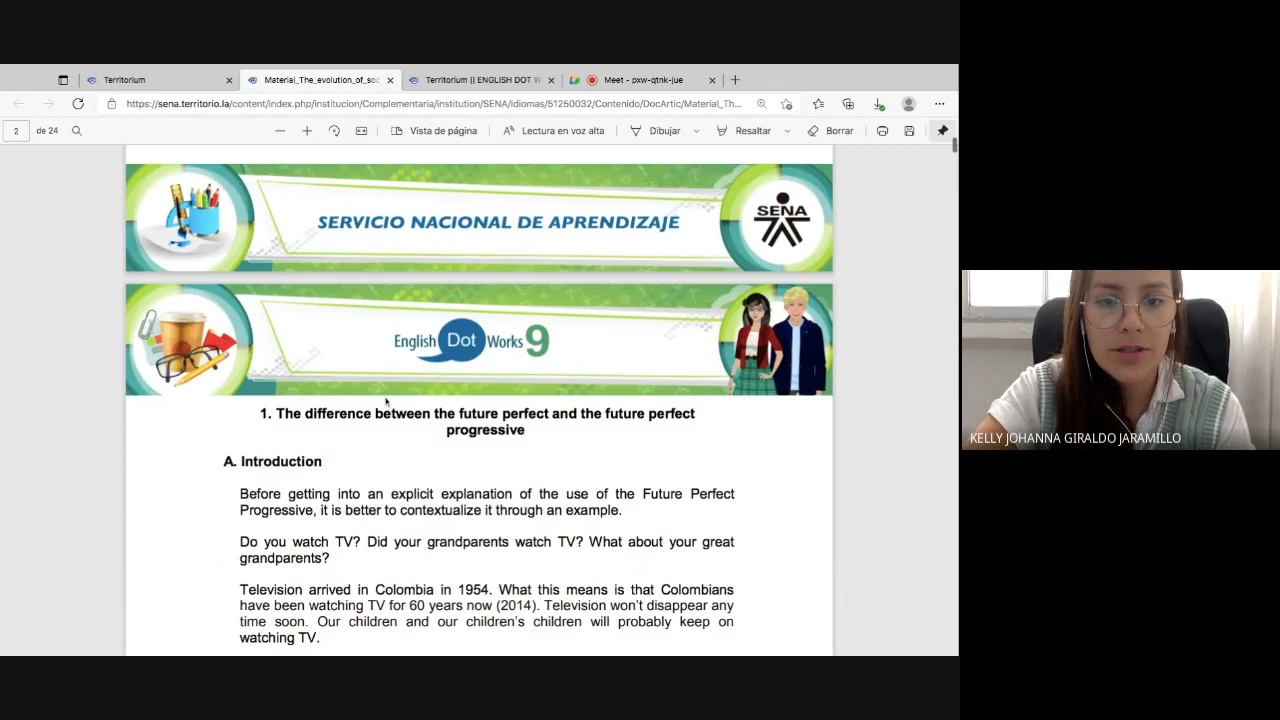 Territorium
Material_The_evolution_of_soc
Territorium || ENGLISH DOT W
Meet - pxw-qtnk-jue
https://sena.territorio.la/content/index.php/institucion/Complementaria/institution/SENA/Idiomas/51250032/Contenido/DocArtic/Material_Th...
2 de 24
Vista de página
Lectura en voz alta
Dibujar
Resaltar
Borrar
SERVICIO NACIONAL DE APRENDIZAJE
SENA
English Dot Works 9
1. The difference between the future perfect and the future perfect
progressive
A. Introduction
Before getting into an explicit explanation of the use of the Future Perfect
Progressive, it is better to contextualize it through an example.
Do you watch TV? Did your grandparents watch TV? What about your great
grandparents?
Television arrived in Colombia in 1954. What this means is that Colombians
have been watching TV for 60 years now (2014). Television won't disappear any
time soon. Our children and our children's children will probably keep on
watching TV.
KELLY JOHANNA GIRALDO JARAMILLO